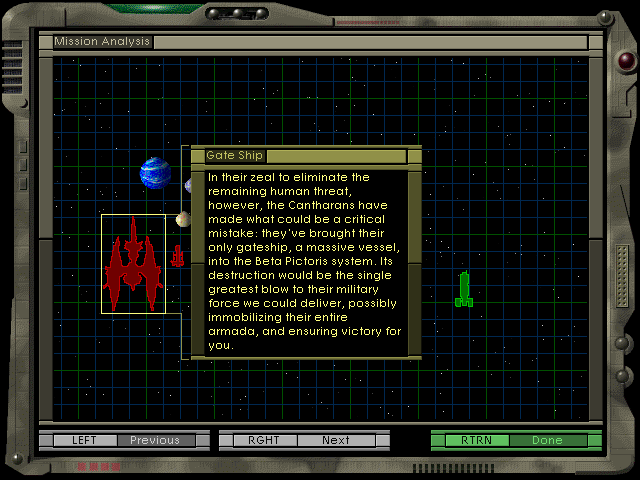 Mission Analysis
Gate Ship
In their zeal to eliminate the
remaining human threat,
however, the Cantharans have
made what could be a critical
mistake: they've brought their
only gateship, a massive vessel,
into the Beta Pictoris system. Its
destruction would be the single
greatest blow to their military
force we could deliver, possibly
immobilizing their entire
armada, and ensuring victory for
you.
LEFT Previous RGHT Next RTRN Done